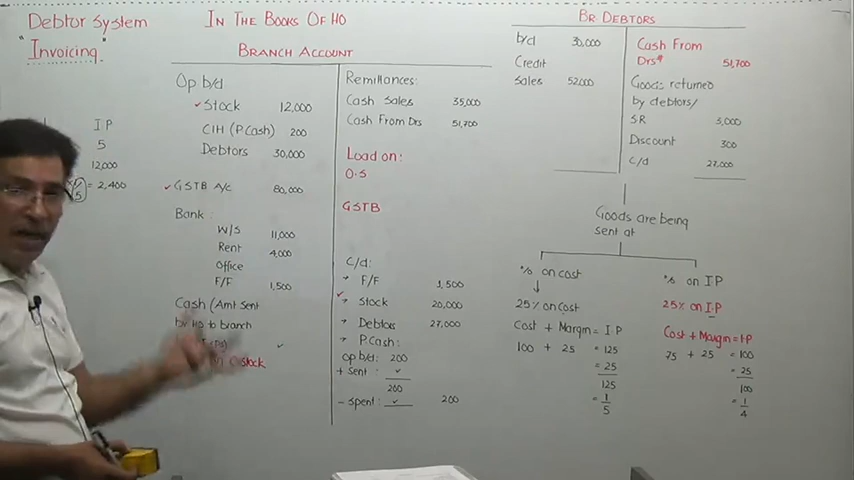 Debtor System
"Invoicing"
IP
5
12,000
= 2,400
5
In The Books Of HO
Branch Account
Op b/d
✓ Stock 12,000
CIH (P.Cash) 200
Debtors 30,000
✓ GSTB A/c 80,000
Bank:
W/S 11,000
Rent 4,000
Office
F/F 1,500
Cash (Amt Sent
by HO to branch
Stock
Remittances:
Cash Sales 35,000
Cash From Drs 51,700
Load on:
O.S
GSTB
C/d:
→ F/F 1,500
✓ → Stock 20,000
→ Debtors 27,000
→ P.Cash:
Op b/d: 200
+ Sent: ✓
200
- Spent: ✓ 200
Br Debtors
b/d 30,000
Credit
Sales 52,000
Cash From
Drs* 51,700
Goods returned
by debtors/
SR 3,000
Discount 300
C/d 27,000
Goods are being
sent at
% on cost
25% on Cost
Cost + Margin = I.P
100 + 25 = 125
= 25
125
= 1
5
% on IP
25% on I.P
Cost + Margin = I.P
75 + 25 = 100
= 25
100
= 1
4